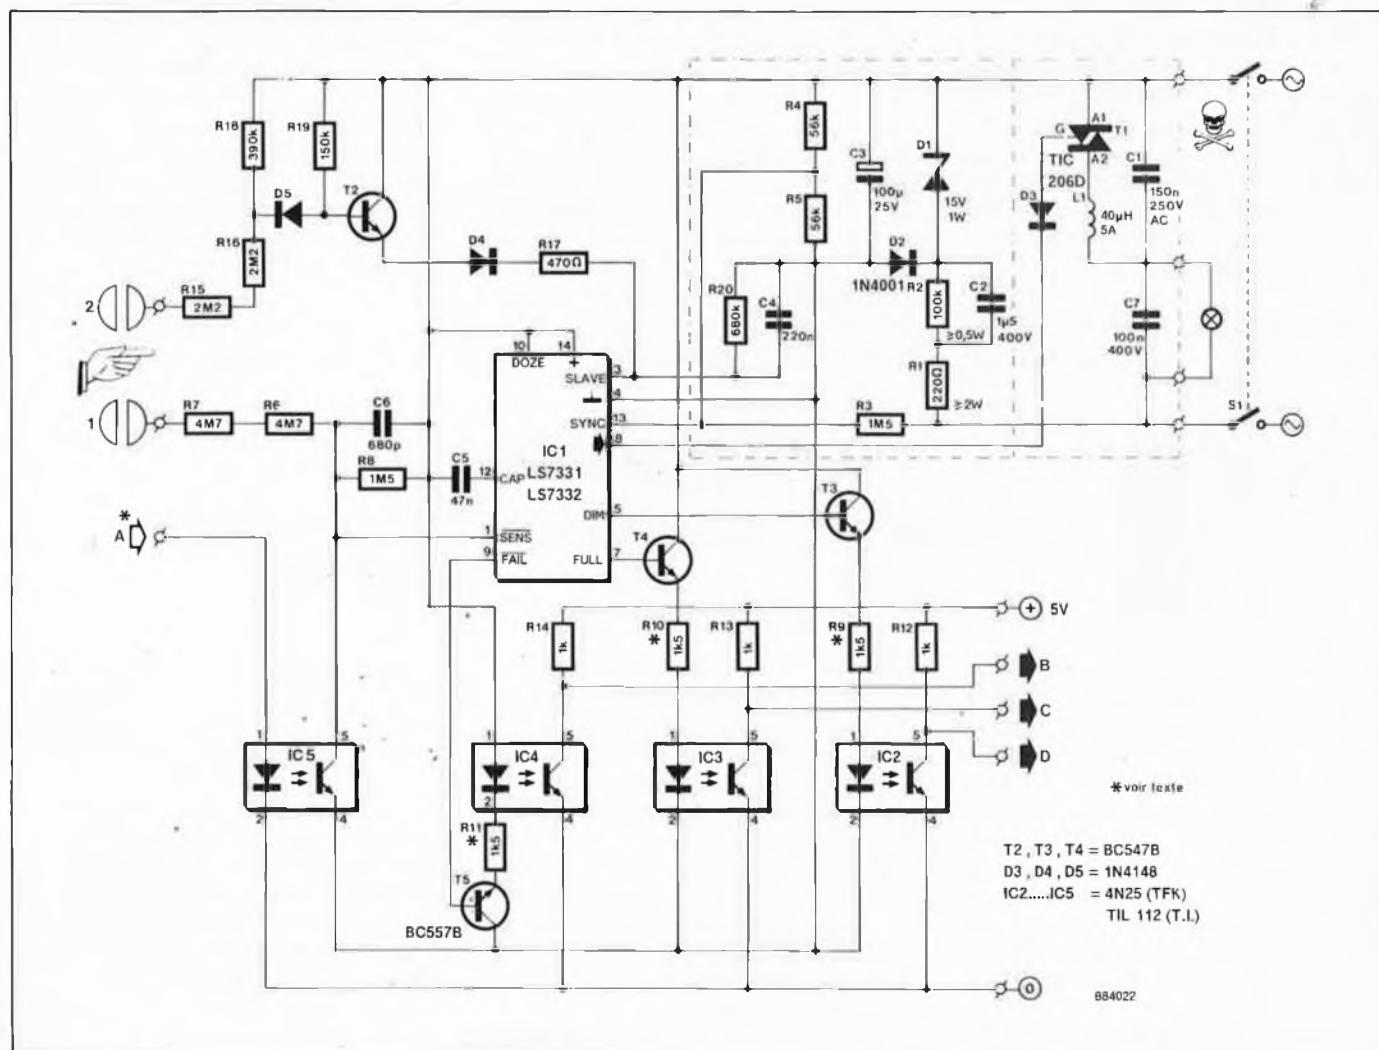 R18
390k
R19
150k
D5
T2
R16
2M2
2
R15
2M2
D4
R17
470Ω
R4
56k
R5
56k
C3
100µ
25V
D1
15V
1W
D2
1N4001
R2
100k
≥0,5W
C2
1µ5
400V
R20
680k
C4
220n
R1
220Ω
≥2W
R3
1M5
G
A1
T1
A2
TIC
206D
D3
L1
40µH
5A
C1
150n
250V
AC
C7
100n
400V
S1
1
R7
4M7
R6
4M7
C6
680p
R8
1M5
C5
47n
10
DOZE
14
+
SLAVE
3
4
SYNC
13
8
IC1
LS7331
LS7332
12
CAP
DIM
5
1
SENS
9
FAIL
FULL
7
T3
T4
*
A
R14
1k
R10
*
1k5
R13
1k
R9
*
1k5
R12
1k
+ 5V
B
C
D
1
5
IC5
2
4
1
5
IC4
2
4
1
5
IC3
2
4
1
5
IC2
2
4
R11
*
1k5
T5
BC557B
* voir texte
T2 , T3 , T4 = BC547B
D3 , D4 , D5 = 1N4148
IC2.....IC5 = 4N25 (TFK)
TIL 112 (T.I.)
0
884022